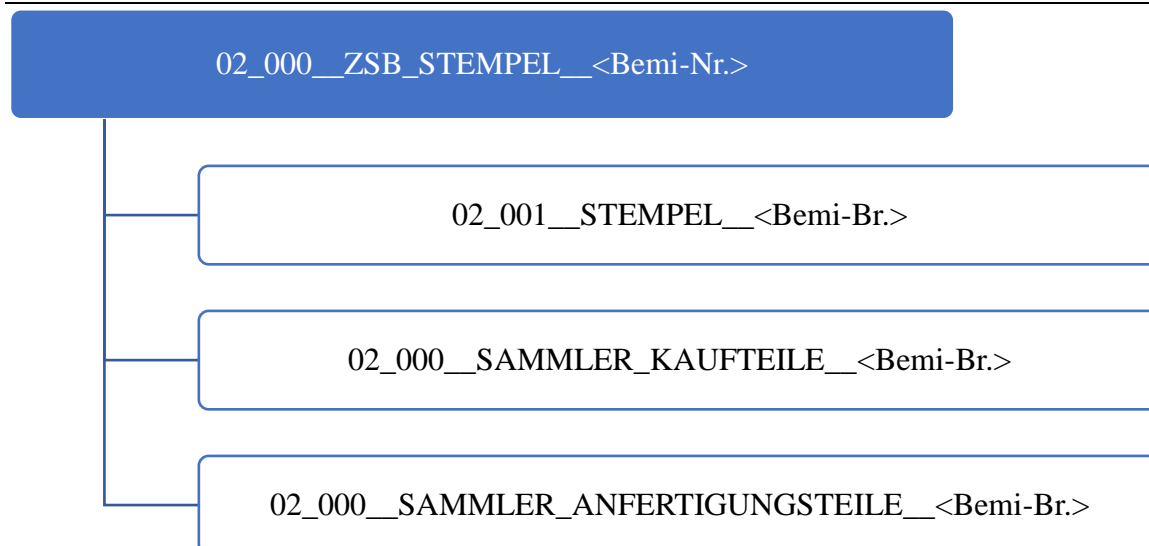 02_000__ZSB_STEMPEL__<Bemi-Nr.>
02_001__STEMPEL__<Bemi-Br.>
02_000__SAMMLER_KAUFTEILE__<Bemi-Br.>
02_000__SAMMLER_ANFERTIGUNGSTEILE__<Bemi-Br.>